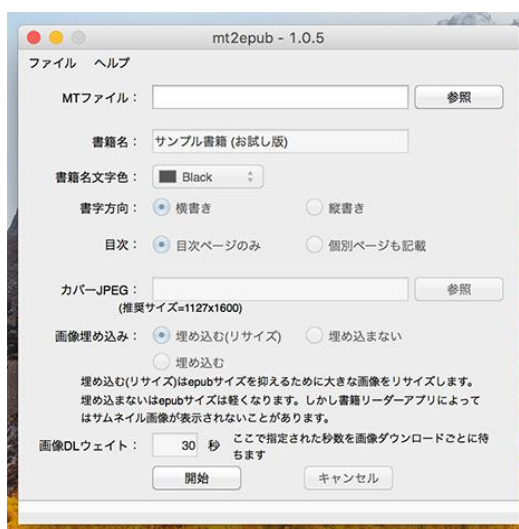 mt2epub - 1.0.5
ファイル ヘルプ
MTファイル： 参照
書籍名： サンプル書籍 (お試し版)
書籍名文字色： Black
書字方向： 横書き 縦書き
目次： 目次ページのみ 個別ページも記載
カバーJPEG： 参照
(推奨サイズ=1127x1600)
画像埋め込み： 埋め込む(リサイズ) 埋め込まない
埋め込む
埋め込む(リサイズ)はepubサイズを抑えるために大きな画像をリサイズします。
埋め込まないはepubサイズは軽くなります。しかし書籍リーダーアプリによって
はサムネイル画像が表示されないことがあります。
画像DLウェイト： 30 秒 ここで指定された秒数を画像ダウンロードごとに待
ちます
開始 キャンセル